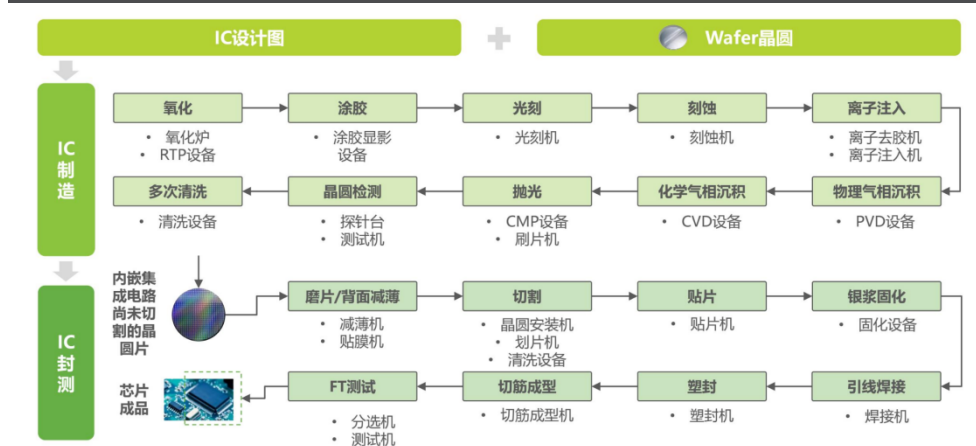 IC设计图
Wafer晶圆
IC
制
造
氧化
涂胶
光刻
刻蚀
离子注入
• 氧化炉
• RTP设备
• 涂胶显影
设备
• 光刻机
• 刻蚀机
• 离子去胶机
• 离子注入机
多次清洗
晶圆检测
抛光
化学气相沉积
物理气相沉积
• 清洗设备
• 探针台
• 测试机
• CMP设备
• 刷片机
• CVD设备
• PVD设备
IC
封
测
内嵌集
成电路
尚未切
割的晶
圆片
磨片/背面减薄
切割
贴片
银浆固化
• 减薄机
• 贴膜机
• 晶圆安装机
• 划片机
• 清洗设备
• 贴片机
• 固化设备
芯片
成品
FT测试
切筋成型
塑封
引线焊接
• 分选机
• 测试机
• 切筋成型机
• 塑封机
• 焊接机